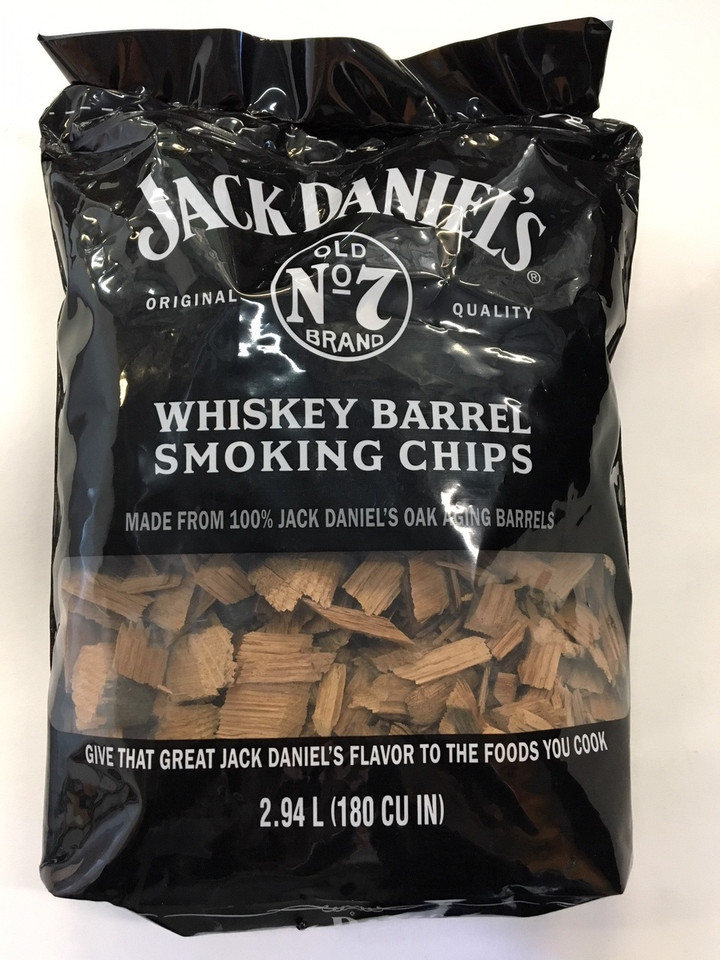 JACK DANIEL'S®
OLD
ORIGINAL Nº7 QUALITY
BRAND
WHISKEY BARREL
SMOKING CHIPS
MADE FROM 100% JACK DANIEL'S OAK AGING BARRELS
GIVE THAT GREAT JACK DANIEL'S FLAVOR TO THE FOODS YOU COOK
2.94 L (180 CU IN)